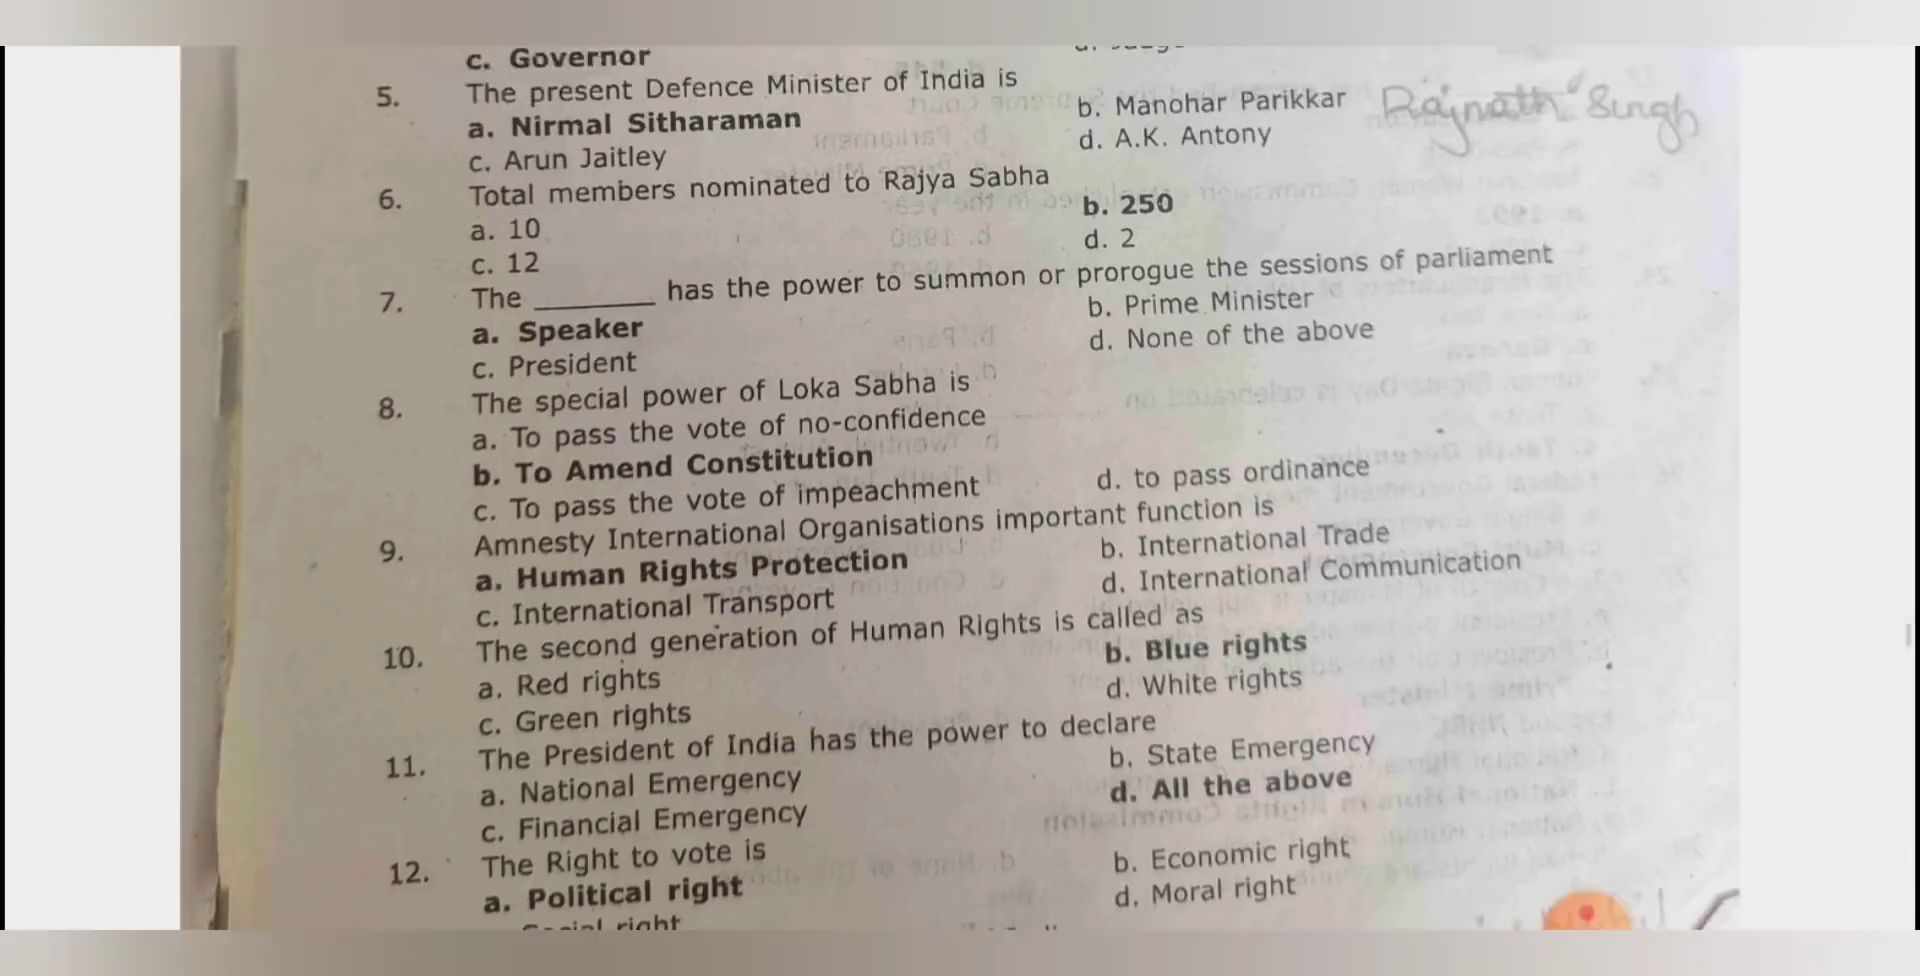 c. Governor
5. The present Defence Minister of India is
a. Nirmal Sitharaman b. Manohar Parikkar Rajnath Singh
c. Arun Jaitley d. A.K. Antony
6. Total members nominated to Rajya Sabha
a. 10 b. 250
c. 12 d. 2
7. The ________ has the power to summon or prorogue the sessions of parliament
a. Speaker b. Prime Minister
c. President d. None of the above
8. The special power of Loka Sabha is
a. To pass the vote of no-confidence
b. To Amend Constitution
c. To pass the vote of impeachment d. to pass ordinance
9. Amnesty International Organisations important function is
a. Human Rights Protection b. International Trade
c. International Transport d. International Communication
10. The second generation of Human Rights is called as
a. Red rights b. Blue rights
c. Green rights d. White rights
11. The President of India has the power to declare
a. National Emergency b. State Emergency
c. Financial Emergency d. All the above
12. The Right to vote is
a. Political right b. Economic right
right d. Moral right